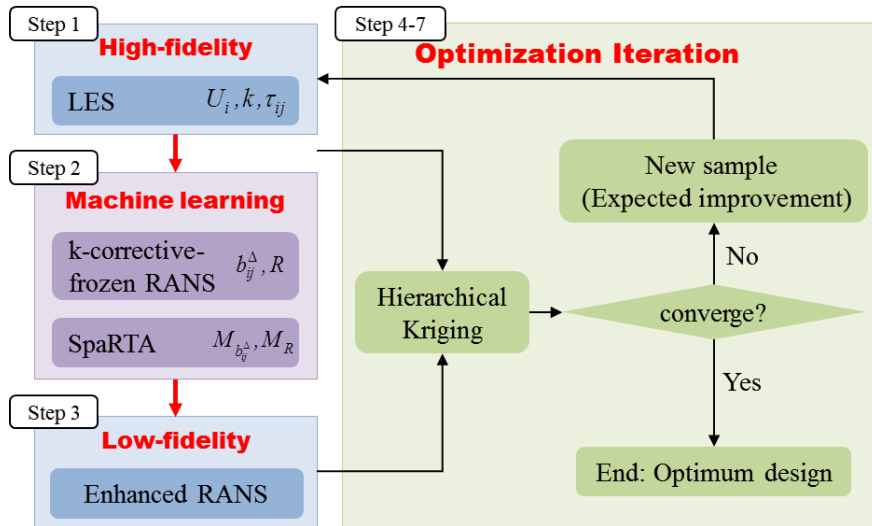 Step 1
High-fidelity
LES U_i, k, τ_ij
Step 2
Machine learning
k-corrective-
frozen RANS b_ij^Δ, R
SpaRTA M_{b_ij^Δ}, M_R
Step 3
Low-fidelity
Enhanced RANS
Step 4-7
Optimization Iteration
New sample
(Expected improvement)
No
Hierarchical
Kriging
converge?
Yes
End: Optimum design